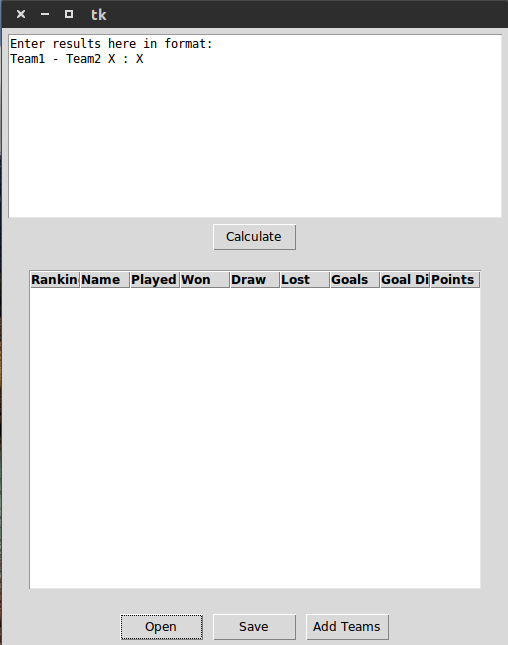 tk
Enter results here in format:
Team1 - Team2 X : X
Calculate
Rankin Name Played Won Draw Lost Goals Goal Di Points
Open Save Add Teams